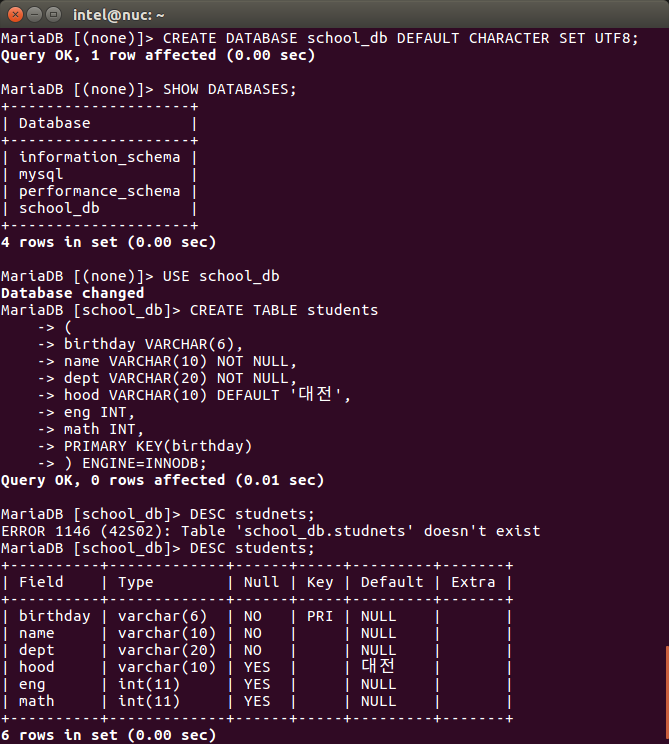 intel@nuc: ~
MariaDB [(none)]> CREATE DATABASE school_db DEFAULT CHARACTER SET UTF8;
Query OK, 1 row affected (0.00 sec)
MariaDB [(none)]> SHOW DATABASES;
+--------------------+
| Database           |
+--------------------+
| information_schema |
| mysql              |
| performance_schema |
| school_db          |
+--------------------+
4 rows in set (0.00 sec)
MariaDB [(none)]> USE school_db
Database changed
MariaDB [school_db]> CREATE TABLE students
    -> (
    -> birthday VARCHAR(6),
    -> name VARCHAR(10) NOT NULL,
    -> dept VARCHAR(20) NOT NULL,
    -> hood VARCHAR(10) DEFAULT '대전',
    -> eng INT,
    -> math INT,
    -> PRIMARY KEY(birthday)
    -> ) ENGINE=INNODB;
Query OK, 0 rows affected (0.01 sec)
MariaDB [school_db]> DESC studnets;
ERROR 1146 (42S02): Table 'school_db.studnets' doesn't exist
MariaDB [school_db]> DESC students;
+----------+-------------+------+-----+---------+-------+
| Field    | Type        | Null | Key | Default | Extra |
+----------+-------------+------+-----+---------+-------+
| birthday | varchar(6)  | NO   | PRI | NULL    |       |
| name     | varchar(10) | NO   |     | NULL    |       |
| dept     | varchar(20) | NO   |     | NULL    |       |
| hood     | varchar(10) | YES  |     | 대전    |       |
| eng      | int(11)     | YES  |     | NULL    |       |
| math     | int(11)     | YES  |     | NULL    |       |
+----------+-------------+------+-----+---------+-------+
6 rows in set (0.00 sec)